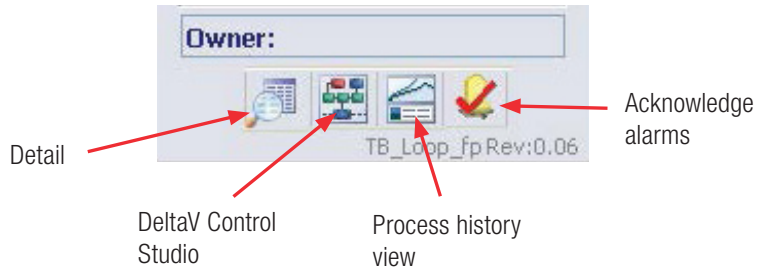 Owner:
TB_Loop_fp Rev:0.06
Detail
Acknowledge
alarms
DeltaV Control
Studio
Process history
view